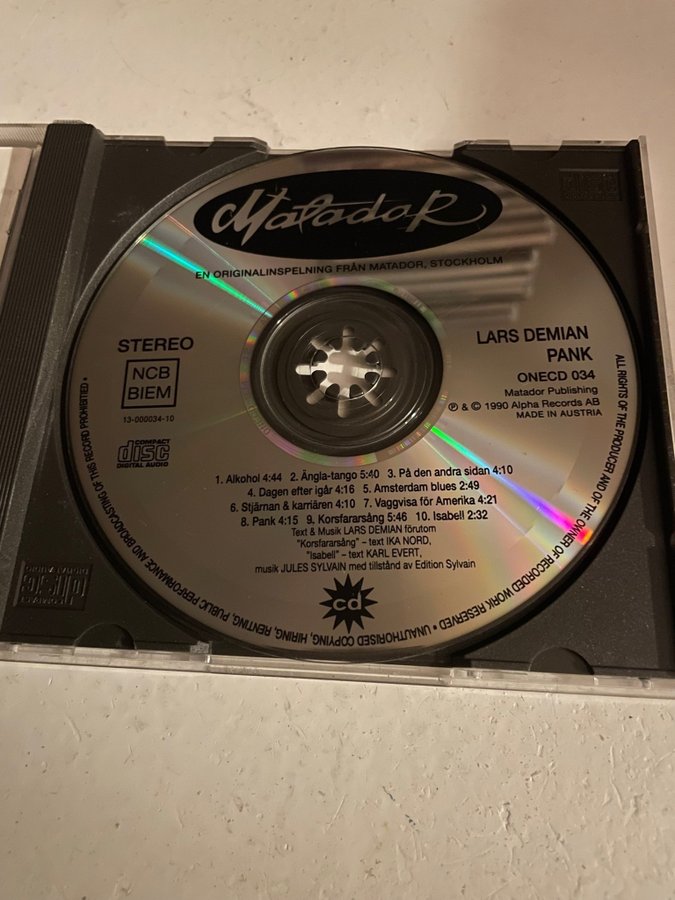 MatadoR
EN ORIGINALINSPELNING FRÅN MATADOR, STOCKHOLM
STEREO
NCB
BIEM
13-000034-10
COMPACT
disc
DIGITAL AUDIO
LARS DEMIAN
PANK
ONECD 034
Matador Publishing
℗ & © 1990 Alpha Records AB
MADE IN AUSTRIA
1. Alkohol 4:44 2. Ängla-tango 5:40 3. På den andra sidan 4:10
4. Dagen efter igår 4:16 5. Amsterdam blues 2:49
6. Stjärnan & karriären 4:10 7. Vaggvisa för Amerika 4:21
8. Pank 4:15 9. Korsfararsång 5:46 10. Isabell 2:32
Text & Musik LARS DEMIAN förutom
"Korsfararsång" – text IKA NORD,
"Isabell" – text KARL EVERT,
musik JULES SYLVAIN med tillstånd av Edition Sylvain
cd
ALL RIGHTS OF THE PRODUCER AND OF THE OWNER OF RECORDED WORK RESERVED • UNAUTHORISED COPYING, HIRING, RENTING, PUBLIC PERFORMANCE AND BROADCASTING OF THIS RECORD PROHIBITED •